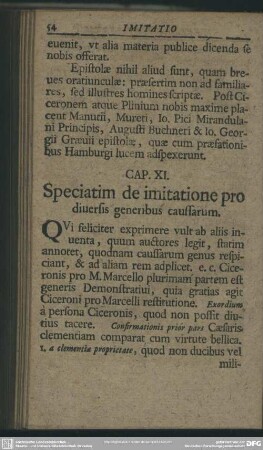 54 IMITATIO
euenit, vt alia materia publice dicenda se
nobis offerat.
Epistolæ nihil aliud sunt, quam bre-
ues oratiunculæ; præsertim non ad familia-
res, sed illustres homines scriptæ. Post Ci-
ceronem atque Plinium nobis maxime pla-
cent Manutii, Mureti, Io. Pici Mirandula-
ni Principis, Augusti Buchneri & Io. Geor-
gii Græuii epistolæ, quæ cum præfationi-
bus Hamburgi lucem adspexerunt.
CAP. XI.
Speciatim de imitatione pro
diuersis generibus caussarum.
QVi feliciter exprimere vult ab aliis in-
uenta, quum auctores legit, statim
annotet, quodnam caussarum genus respi-
ciant, & ad aliam rem adplicet. e. c. Cice-
ronis pro M. Marcello plurimam partem est
generis Demonstratiui, quia gratias agit
Ciceroni pro Marcelli restitutione. Exordium
a persona Ciceronis, quod non possit diu-
tius tacere. Confirmationis prior pars Cæsaris
clementiam comparat cum virtute bellica.
1. a clementiæ proprietate, quod non ducibus vel
mili-